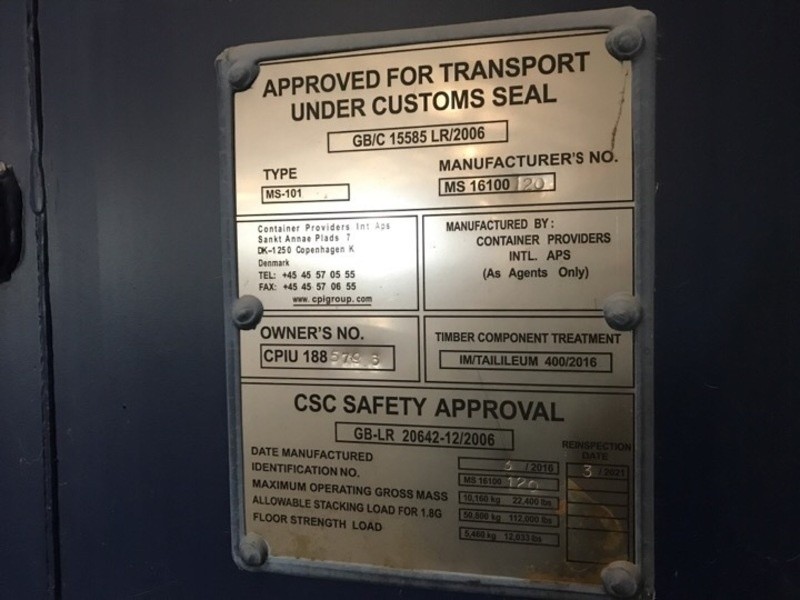 APPROVED FOR TRANSPORT
UNDER CUSTOMS SEAL
GB/C 15585 LR/2006
TYPE
MS-101
MANUFACTURER'S NO.
MS 16100 120
Container Providers Int Aps
Sankt Annae Plads 7
DK-1250 Copenhagen K
Denmark
TEL: +45 45 57 05 55
FAX: +45 45 57 06 55
www.cpigroup.com
MANUFACTURED BY:
CONTAINER PROVIDERS
INTL. APS
(As Agents Only)
OWNER'S NO.
CPIU 188 3
TIMBER COMPONENT TREATMENT
IM/TAILILEUM 400/2016
CSC SAFETY APPROVAL
GB-LR 20642-12/2006
REINSPECTION
DATE
DATE MANUFACTURED / 2016 3 / 2021
IDENTIFICATION NO. MS 16100 120
MAXIMUM OPERATING GROSS MASS 10,160 kg 22,400 lbs
ALLOWABLE STACKING LOAD FOR 1.8G 50,800 kg 112,000 lbs
FLOOR STRENGTH LOAD 5,460 kg 12,033 lbs